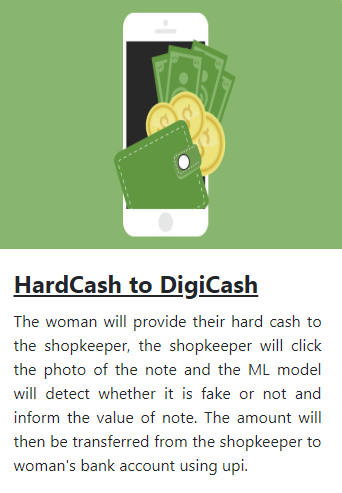 HardCash to DigiCash
The woman will provide their hard cash to
the shopkeeper, the shopkeeper will click
the photo of the note and the ML model
will detect whether it is fake or not and
inform the value of note. The amount will
then be transferred from the shopkeeper to
woman's bank account using upi.